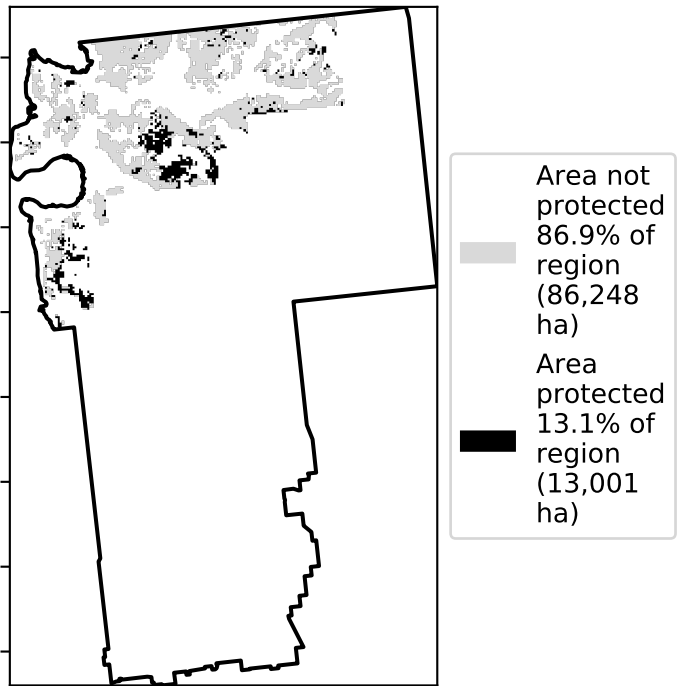 Area not
protected
86.9% of
region
(86,248
ha)
Area
protected
13.1% of
region
(13,001
ha)